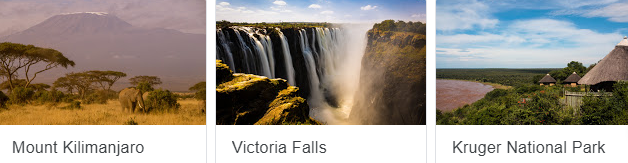 Mount Kilimanjaro
Victoria Falls
Kruger National Park